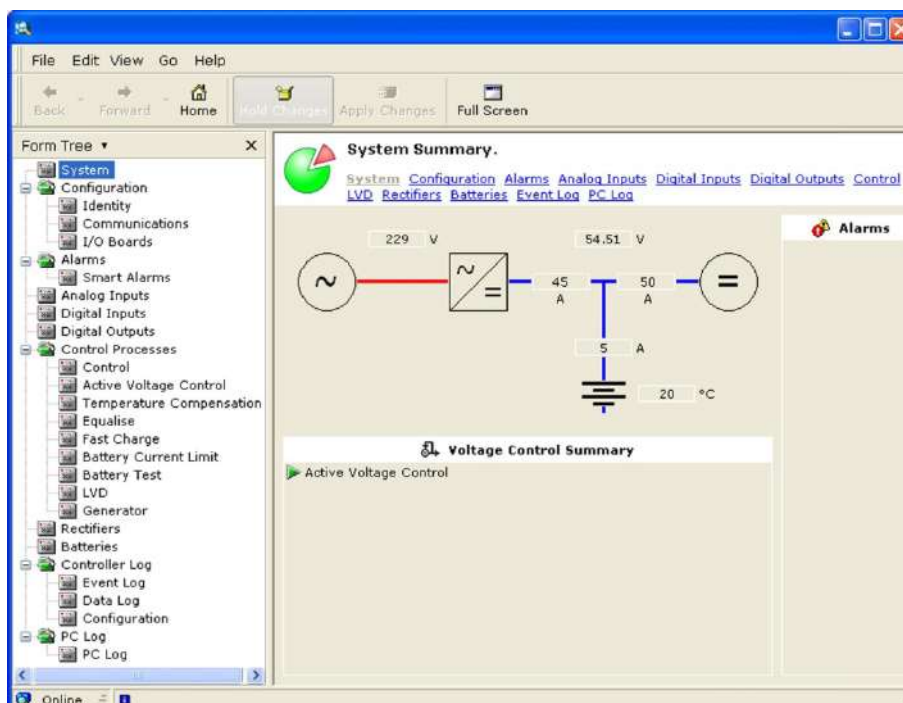 File Edit View Go Help
Back Forward Home Hold Changes Apply Changes Full Screen
Form Tree
System
Configuration
Identity
Communications
I/O Boards
Alarms
Smart Alarms
Analog Inputs
Digital Inputs
Digital Outputs
Control Processes
Control
Active Voltage Control
Temperature Compensation
Equalise
Fast Charge
Battery Current Limit
Battery Test
LVD
Generator
Rectifiers
Batteries
Controller Log
Event Log
Data Log
Configuration
PC Log
PC Log
System Summary.
System Configuration Alarms Analog Inputs Digital Inputs Digital Outputs Control
LVD Rectifiers Batteries Event Log PC Log
229 V 54.51 V
45 50
A A
5 A
20 °C
Voltage Control Summary
Active Voltage Control
Alarms
Online